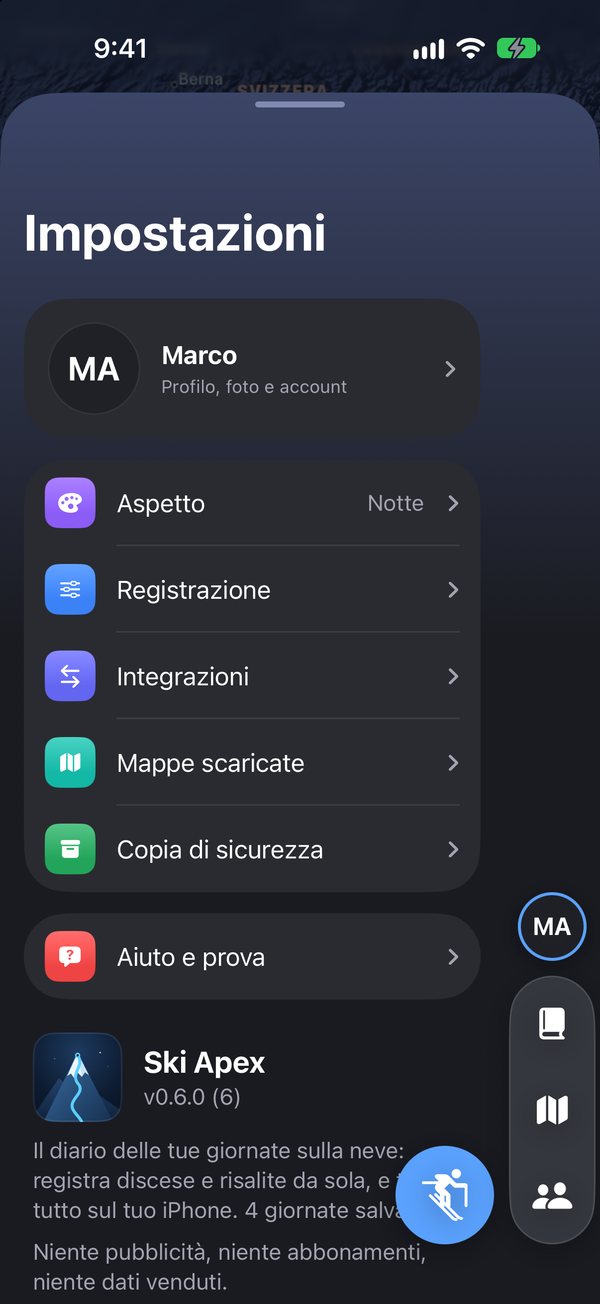 9:41
Berna
SVIZZERA
Impostazioni
MA
Marco
Profilo, foto e account
Aspetto
Notte
Registrazione
Integrazioni
Mappe scaricate
Copia di sicurezza
Aiuto e prova
MA
Ski Apex
v0.6.0 (6)
Il diario delle tue giornate sulla neve:
registra discese e risalite da sola, e
tutto sul tuo iPhone. 4 giornate
Niente pubblicità, niente abbonamenti,
niente dati venduti.